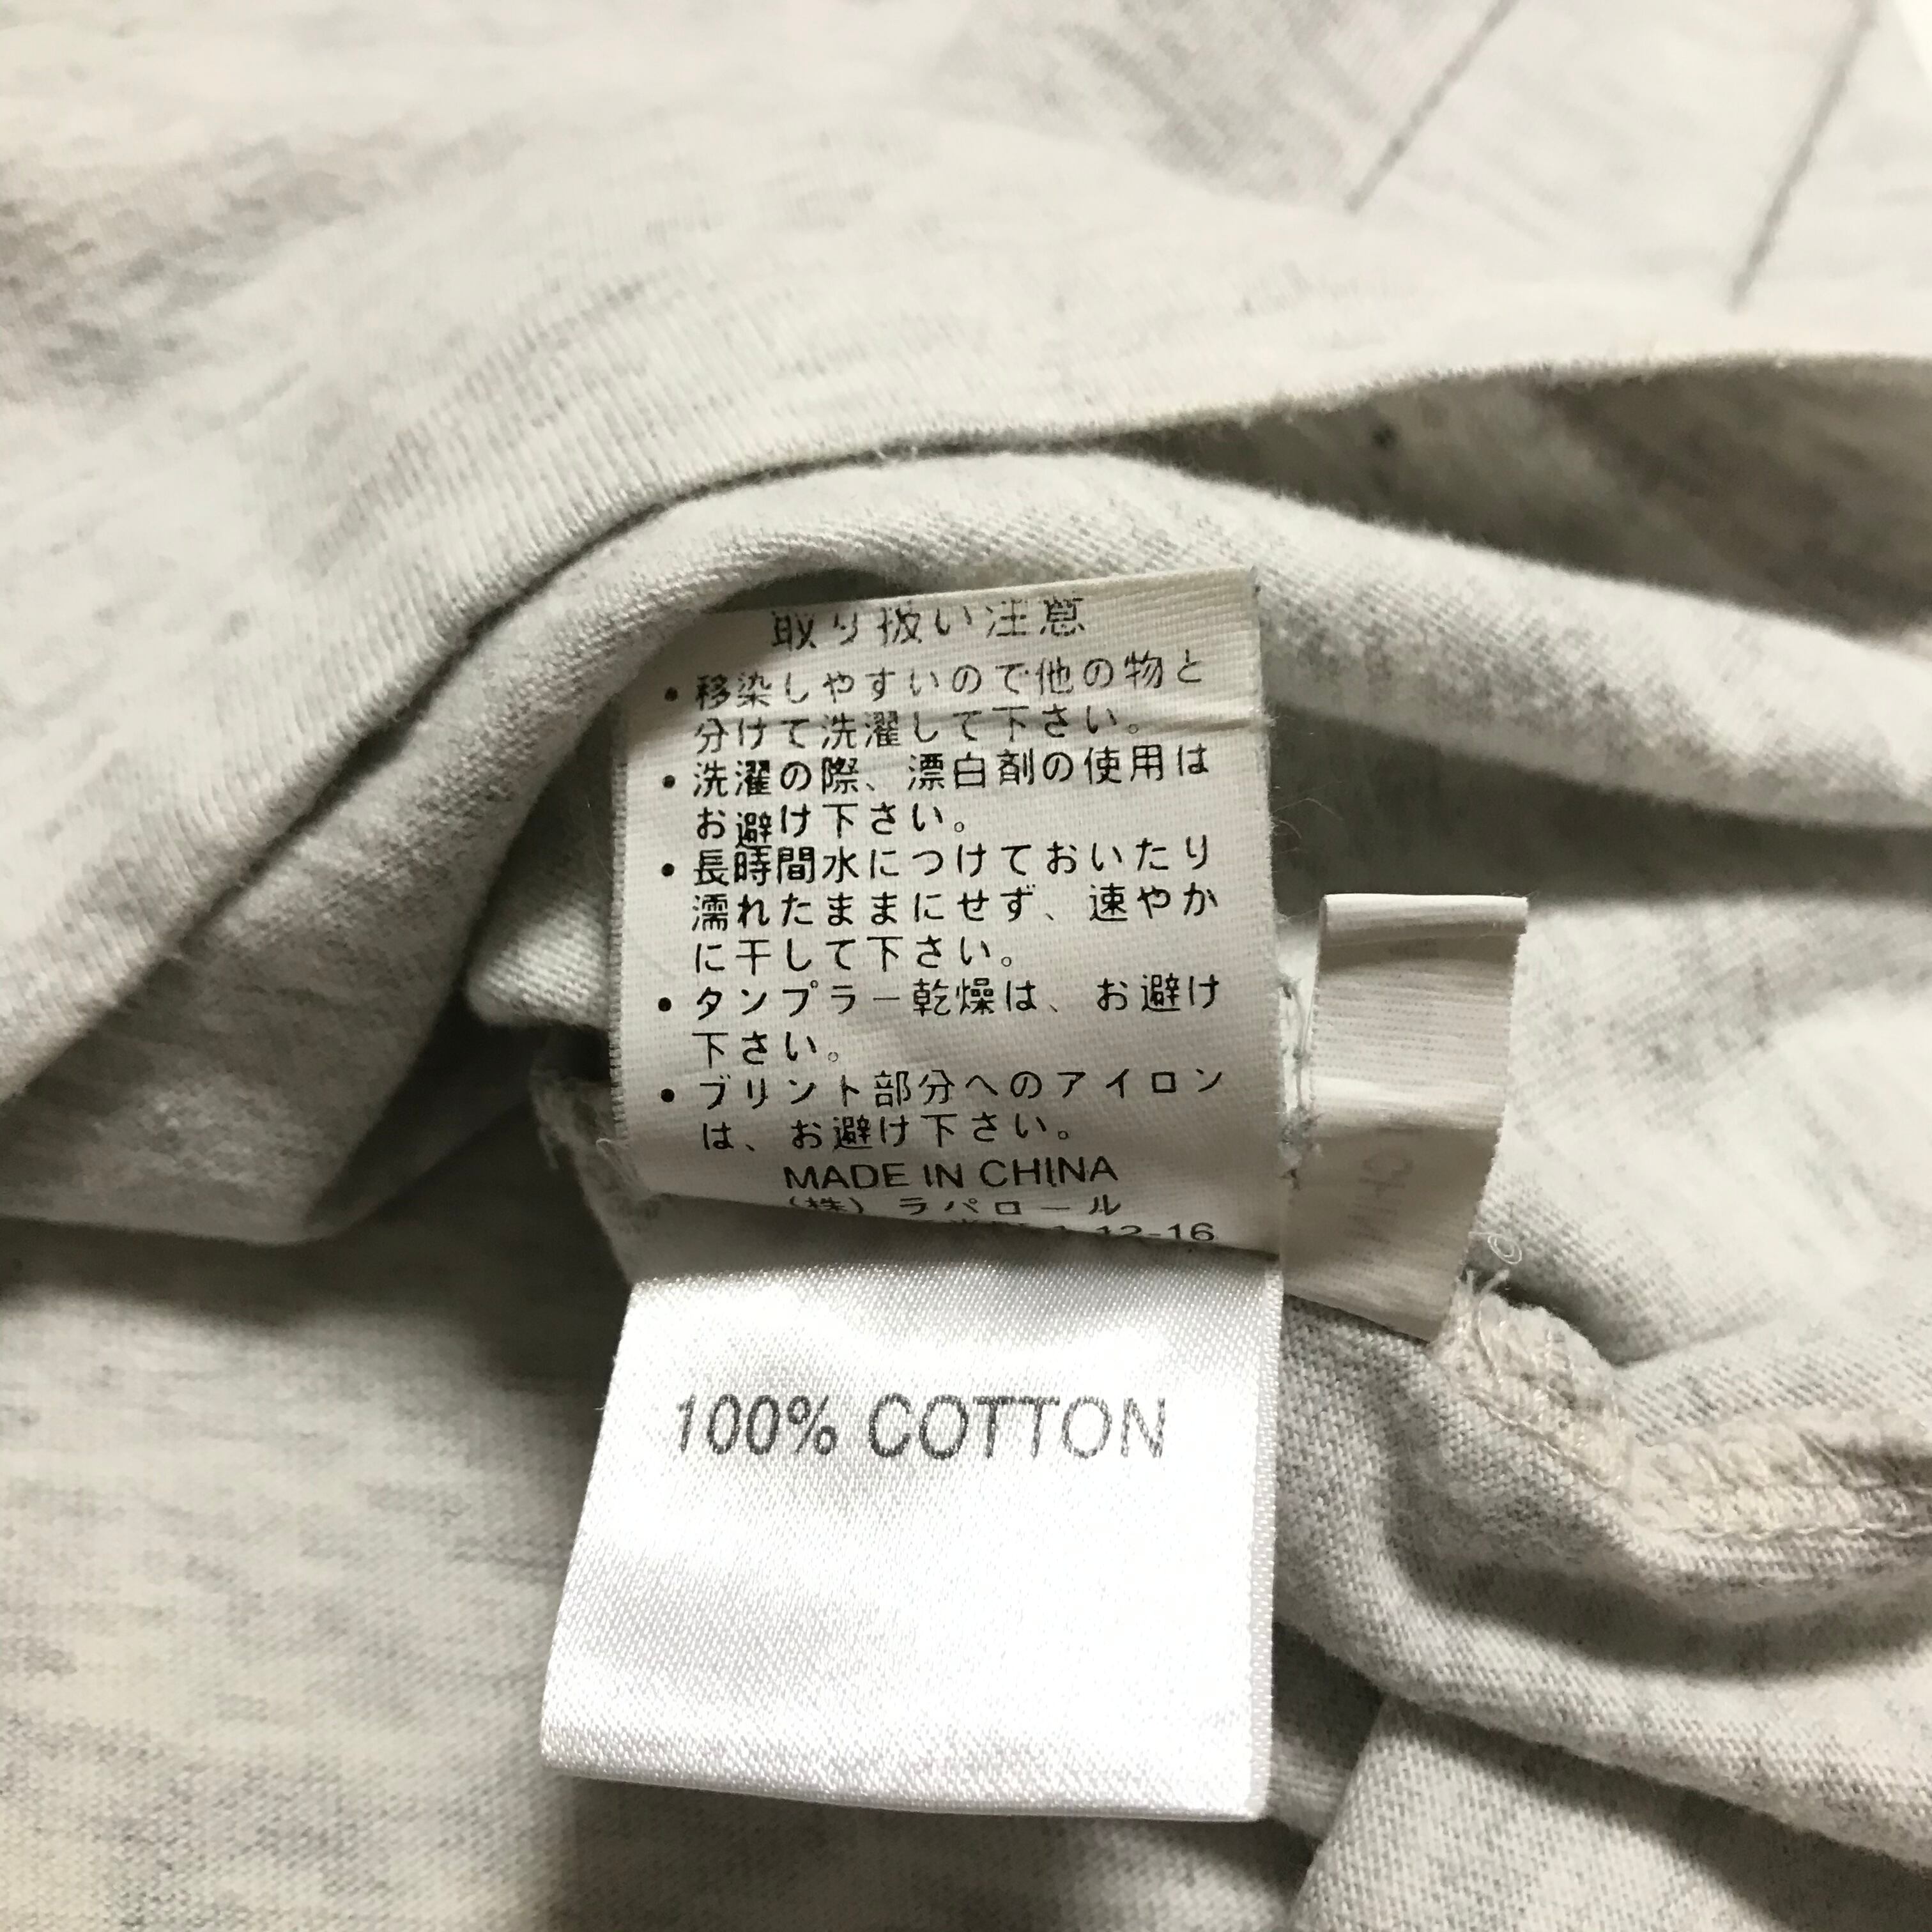 取り扱い注意
・移染しやすいので他の物と
分けて洗濯して下さい。
・洗濯の際、漂白剤の使用は
お避け下さい。
・長時間水につけておいたり
濡れたままにせず、速やか
に干して下さい。
・タンプラー乾燥は、お避け
下さい。
・プリント部分へのアイロン
は、お避け下さい。
MADE IN CHINA
(株) ラパロール
12-16
100% COTTON